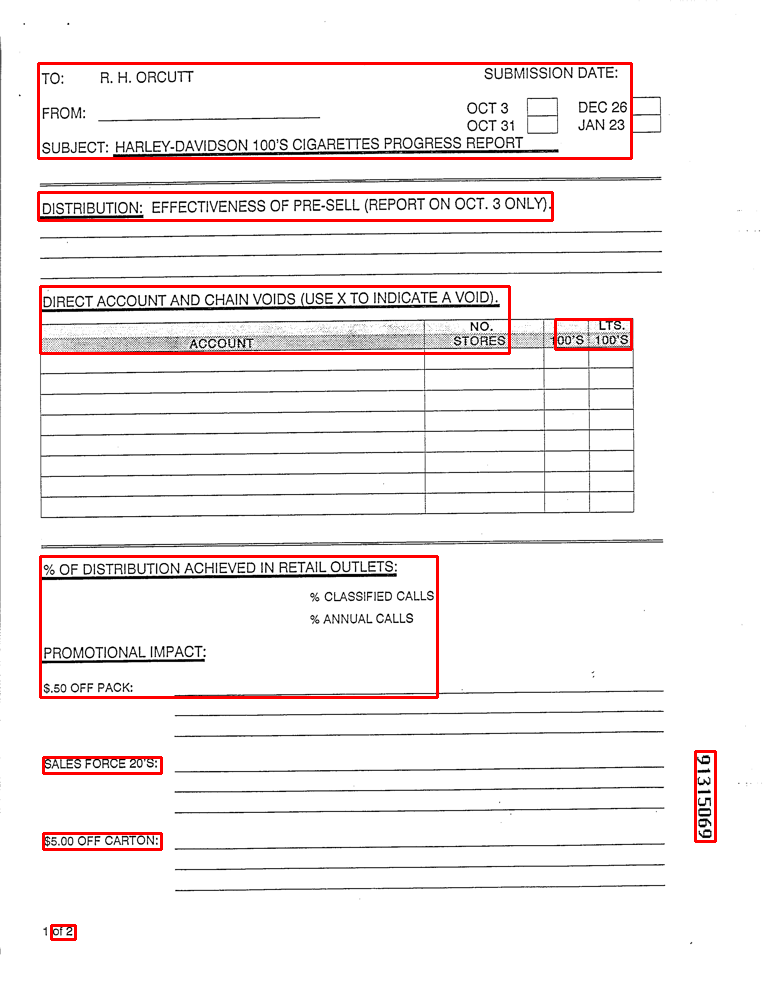 TO: R. H. ORCUTT SUBMISSION DATE:
FROM: OCT 3 DEC 26
OCT 31 JAN 23
SUBJECT: HARLEY-DAVIDSON 100'S CIGARETTES PROGRESS REPORT
DISTRIBUTION: EFFECTIVENESS OF PRE-SELL (REPORT ON OCT. 3 ONLY).
DIRECT ACCOUNT AND CHAIN VOIDS (USE X TO INDICATE A VOID).
NO. LTS.
ACCOUNT STORES 100'S 100'S
% OF DISTRIBUTION ACHIEVED IN RETAIL OUTLETS:
% CLASSIFIED CALLS
% ANNUAL CALLS
PROMOTIONAL IMPACT:
$.50 OFF PACK:
SALES FORCE 20'S:
91315069
$5.00 OFF CARTON:
1 of 2